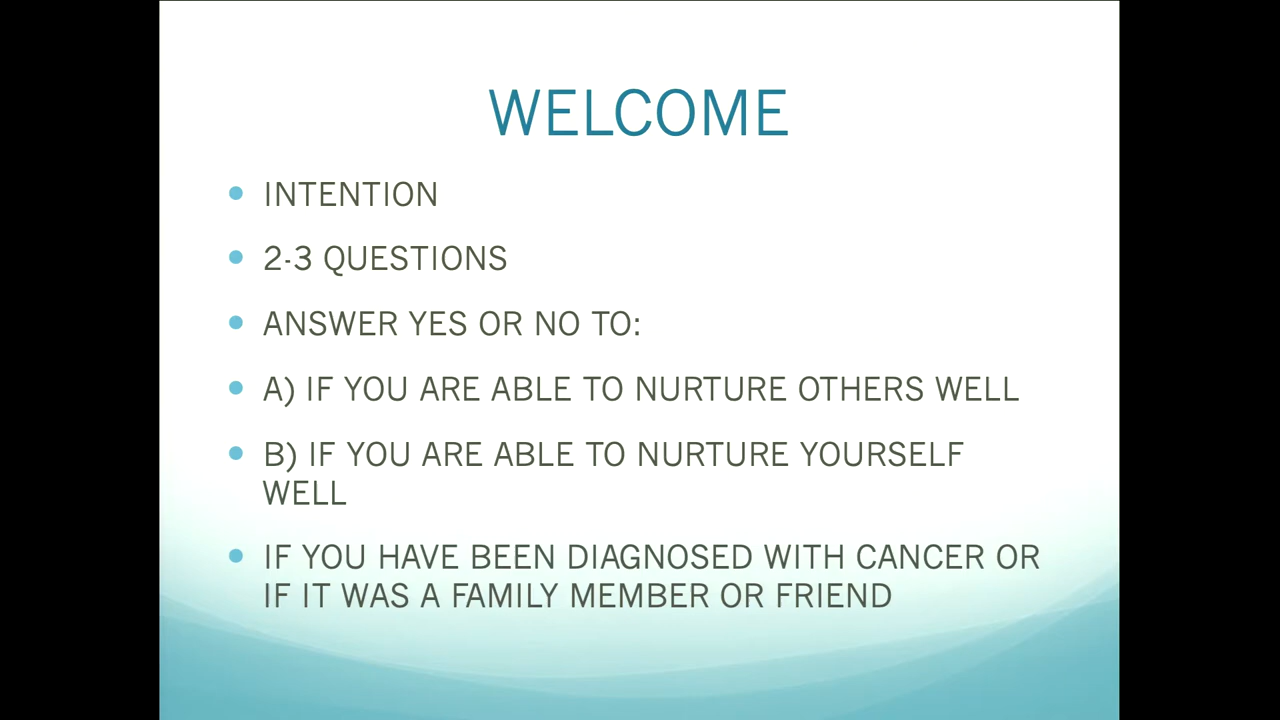 WELCOME
• INTENTION
• 2-3 QUESTIONS
• ANSWER YES OR NO TO:
• A) IF YOU ARE ABLE TO NURTURE OTHERS WELL
• B) IF YOU ARE ABLE TO NURTURE YOURSELF
WELL
• IF YOU HAVE BEEN DIAGNOSED WITH CANCER OR
IF IT WAS A FAMILY MEMBER OR FRIEND